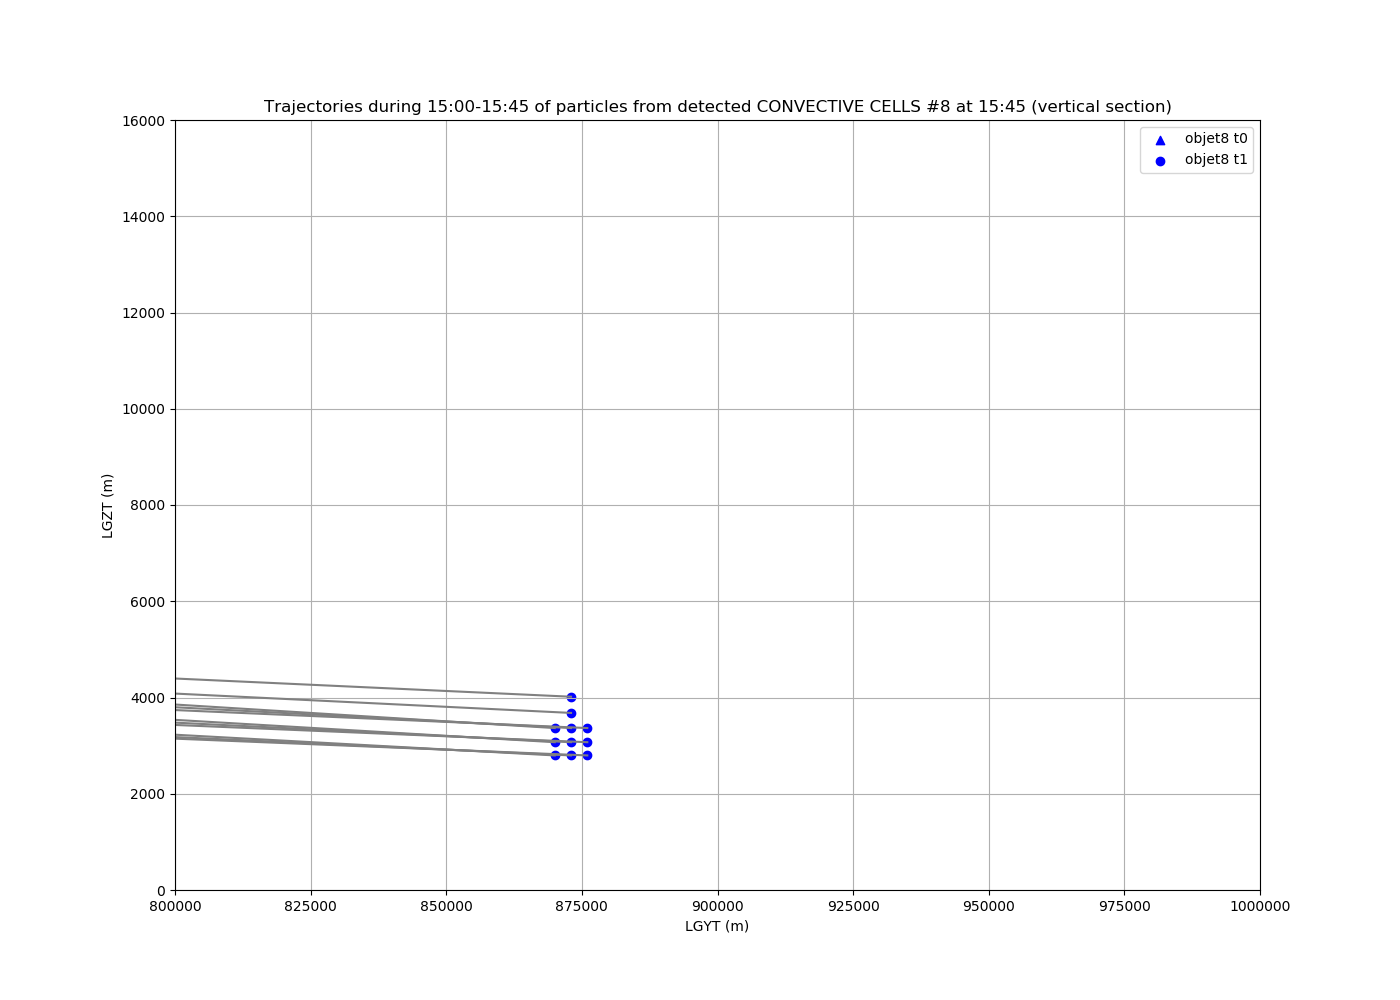 Trajectories during 15:00-15:45 of particles from detected CONVECTIVE CELLS #8 at 15:45 (vertical section)
objet8 t0
objet8 t1
16000
14000
12000
10000
8000
6000
4000
2000
0
LGZT (m)
800000 825000 850000 875000 900000 925000 950000 975000 1000000
LGYT (m)